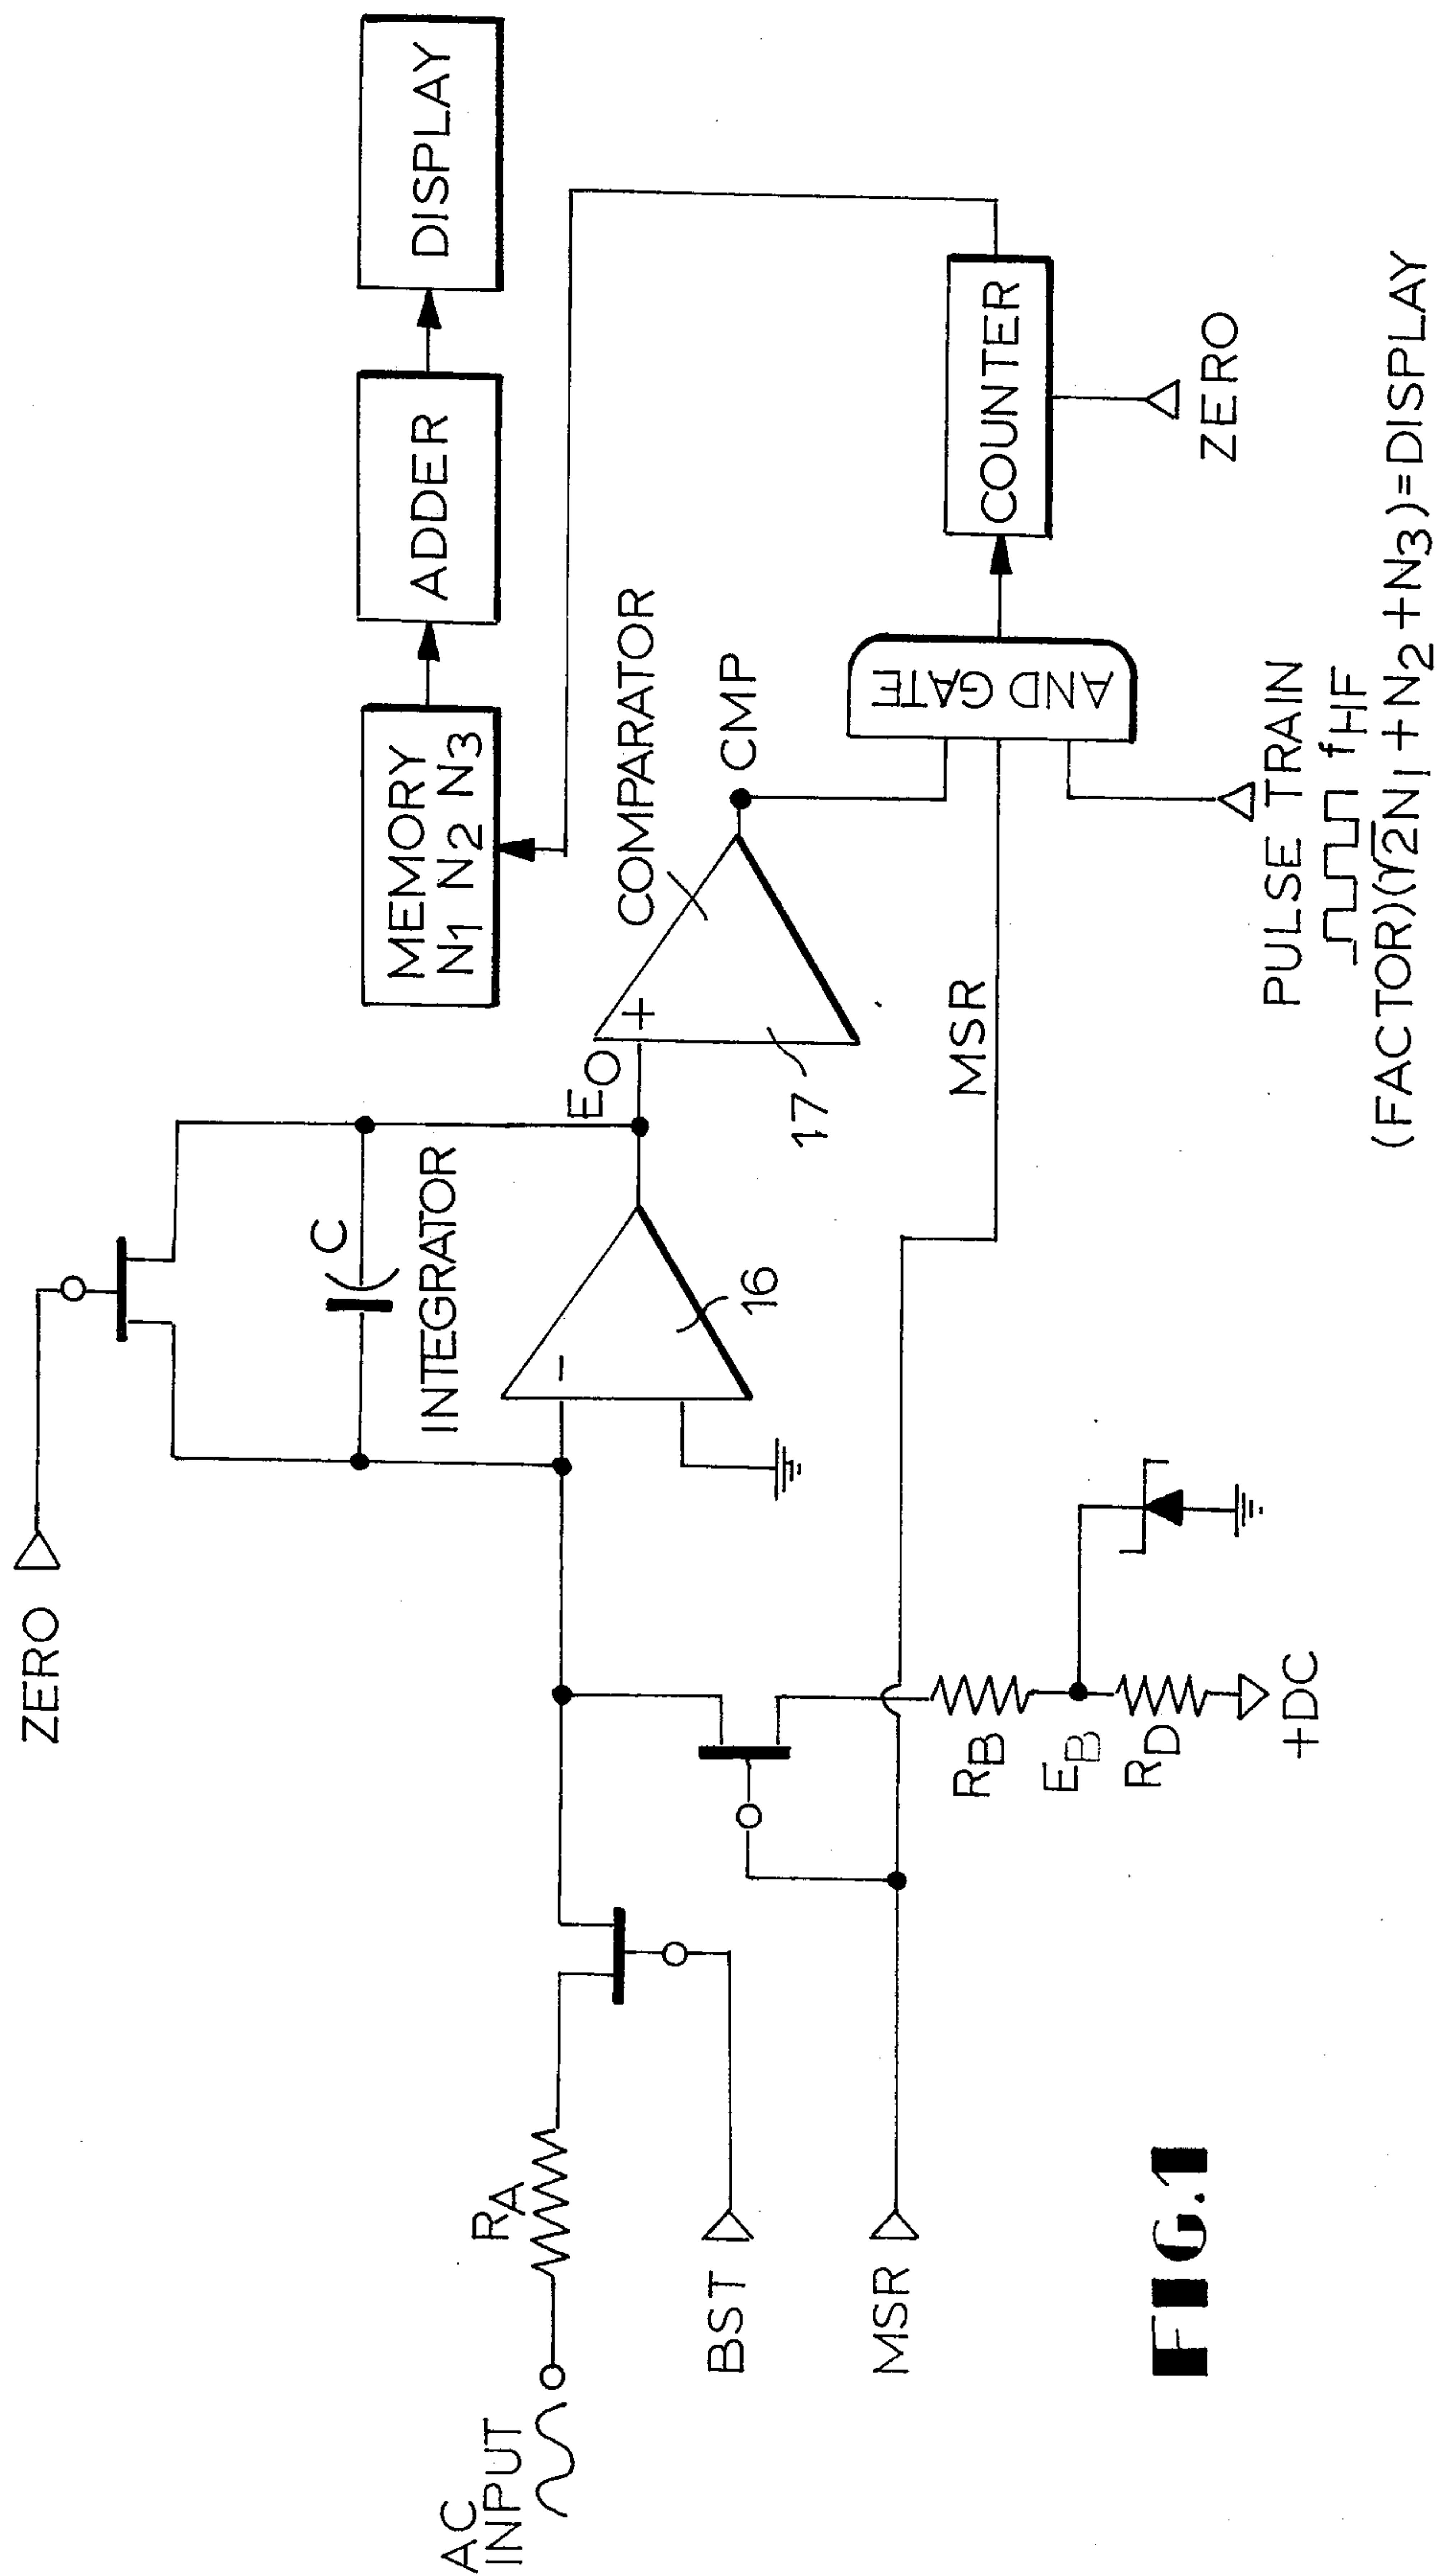 ZERO
C
INTEGRATOR
MEMORY
N1 N2 N3
ADDER
DISPLAY
AC
INPUT
RA
-
16
EO
+
COMPARATOR
17
CMP
BST
MSR
MSR
AND GATE
COUNTER
ZERO
RB
EB
RD
+DC
PULSE TRAIN
fHF
(FACTOR)(√2N1+N2+N3)=DISPLAY
FIG.1